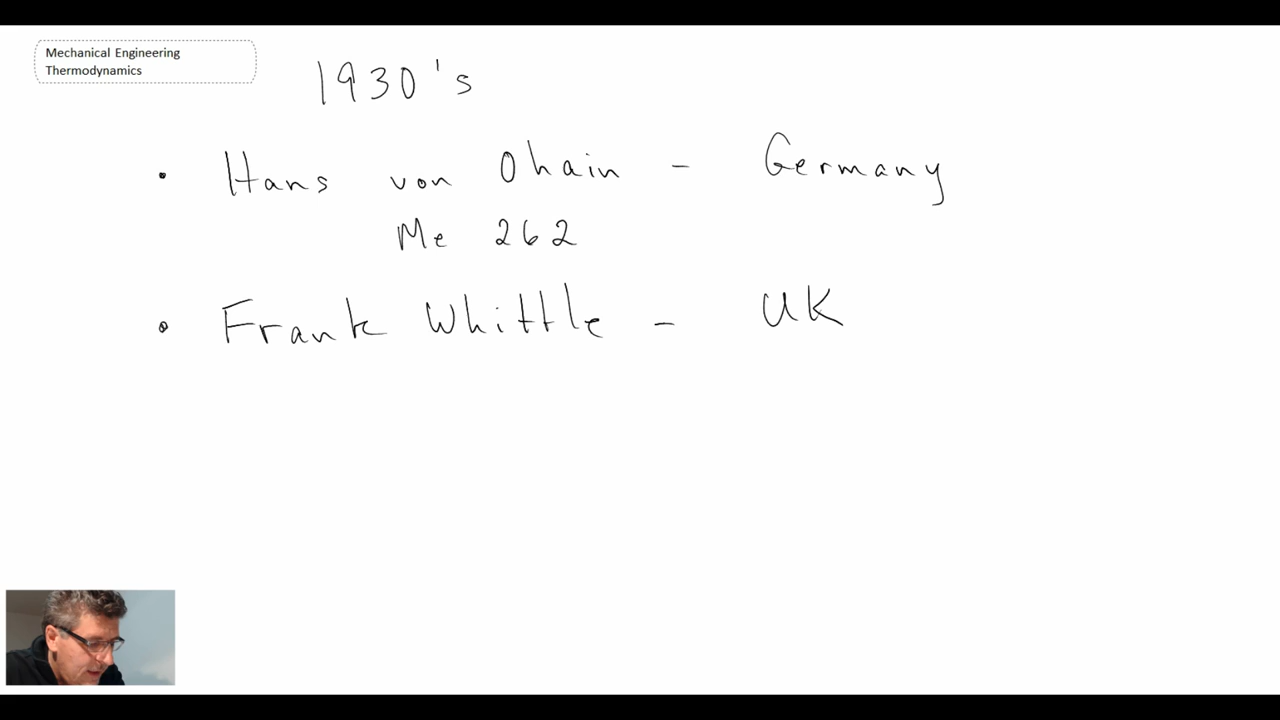 Mechanical Engineering
Thermodynamics
1930's
• Hans von Ohain - Germany
Me 262
• Frank Whittle - UK